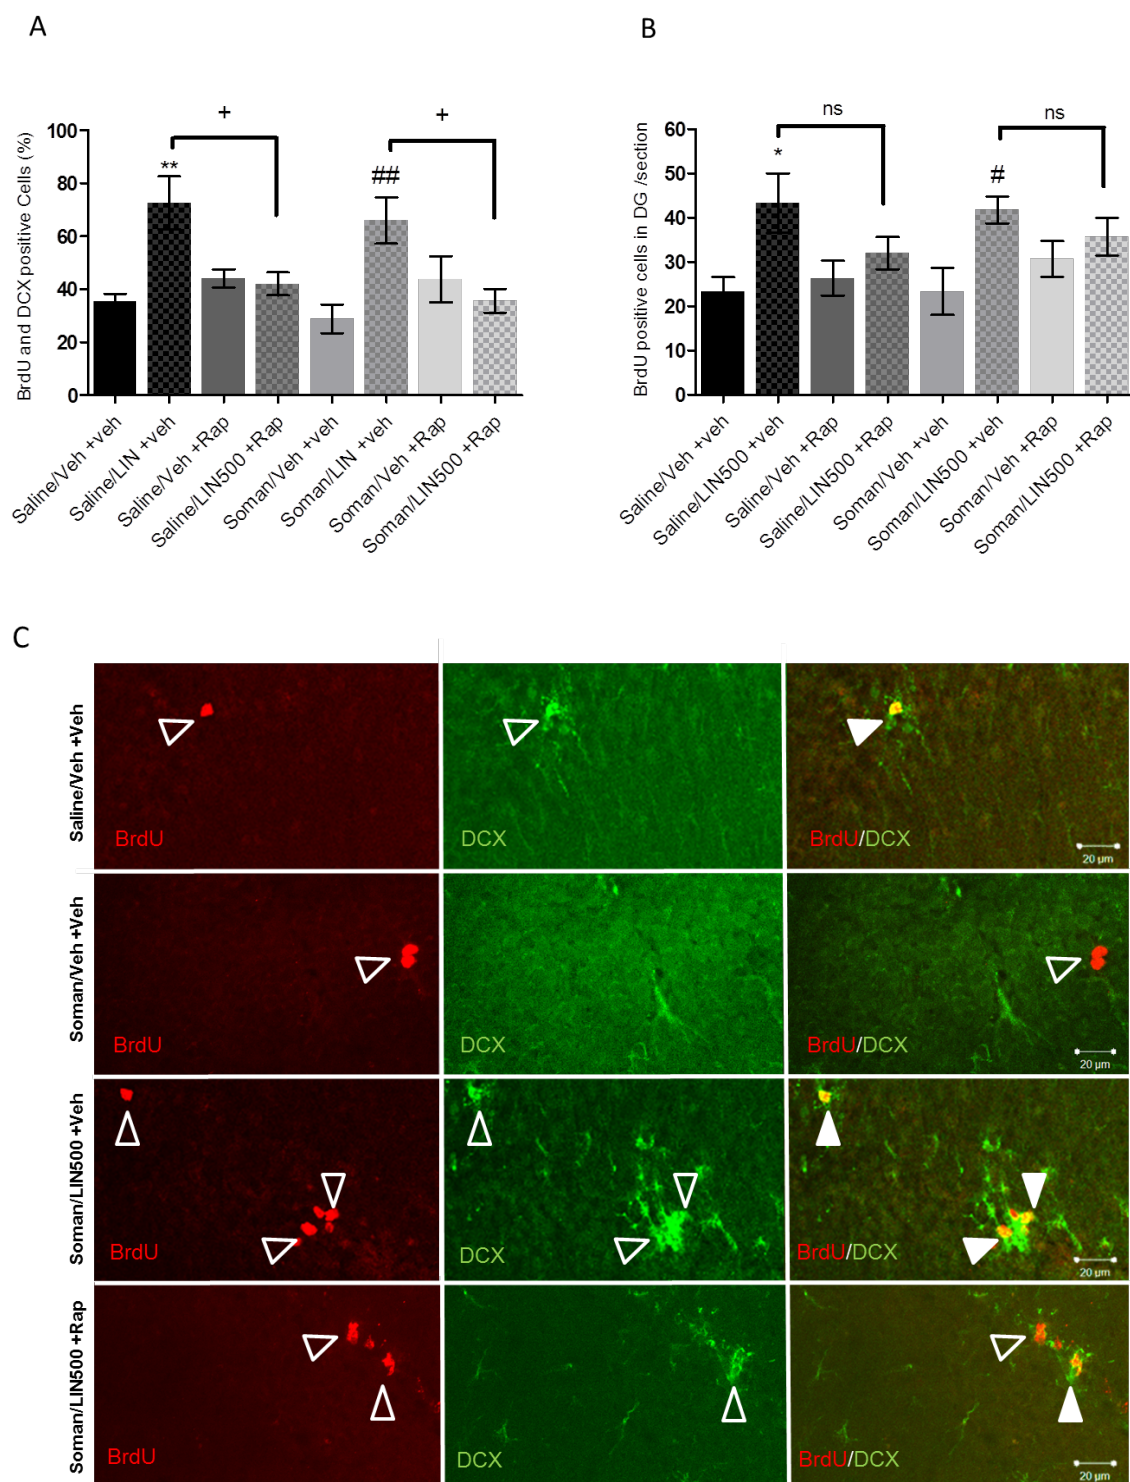 A
BrdU and DCX positive Cells (%)
100
80
60
40
20
0
+
+
**
##
Saline/Veh +veh
Saline/LIN +veh
Saline/Veh +Rap
Saline/LIN500 +Rap
Soman/Veh +veh
Soman/LIN +veh
Soman/Veh +Rap
Soman/LIN500 +Rap
B
BrdU positive cells in DG /section
60
50
40
30
20
10
0
ns
ns
*
#
Saline/Veh +veh
Saline/LIN500 +veh
Saline/Veh +Rap
Saline/LIN500 +Rap
Soman/Veh +veh
Soman/LIN500 +veh
Soman/Veh +Rap
Soman/LIN500 +Rap
C
Saline/Veh +Veh
BrdU
DCX
BrdU/DCX
20 µm
Soman/Veh +Veh
BrdU
DCX
BrdU/DCX
20 µm
Soman/LIN500 +Veh
BrdU
DCX
BrdU/DCX
20 µm
Soman/LIN500 +Rap
BrdU
DCX
BrdU/DCX
20 µm